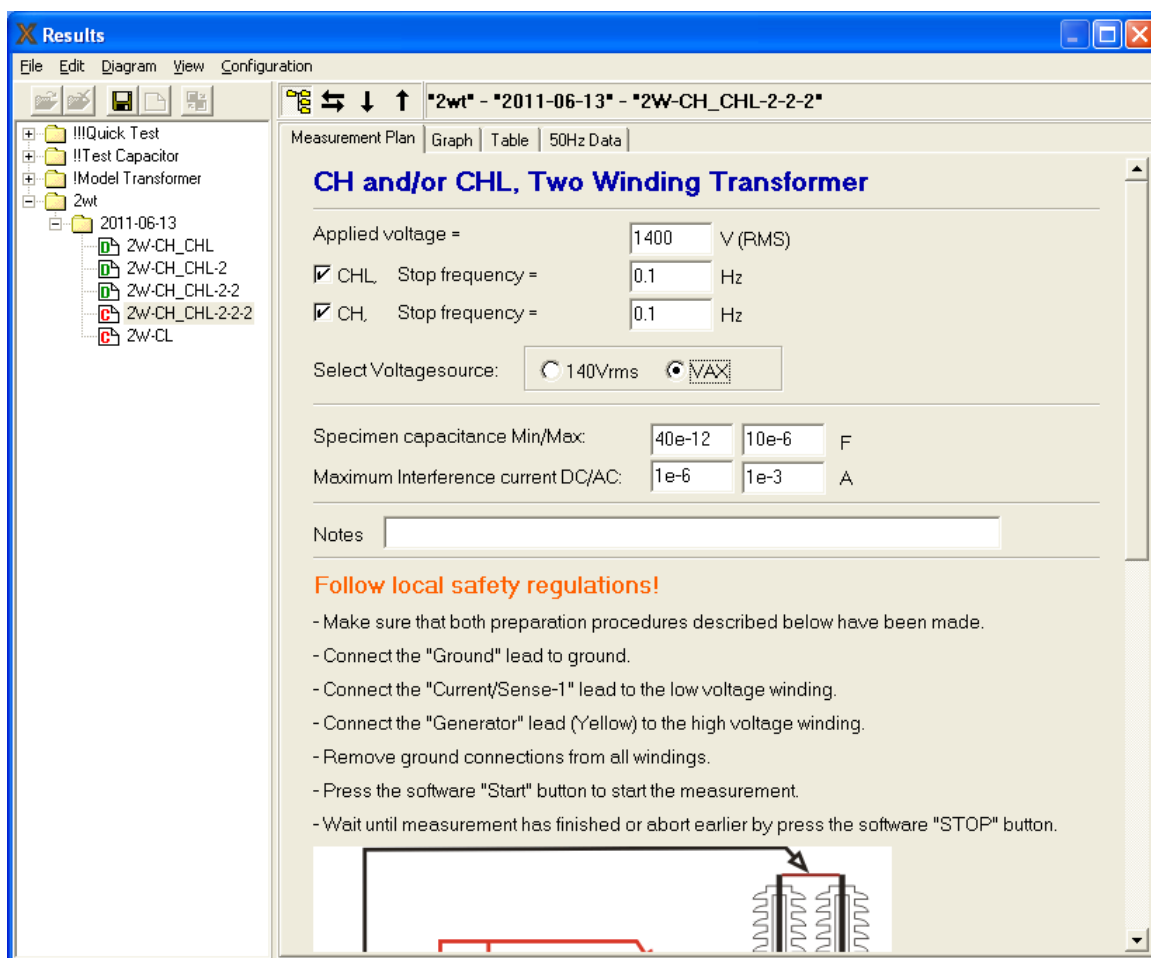 Results
File Edit Diagram View Configuration
"2wt" - "2011-06-13" - "2W-CH_CHL-2-2-2"
!!!Quick Test
!!Test Capacitor
!Model Transformer
2wt
2011-06-13
D 2W-CH_CHL
D 2W-CH_CHL-2
D 2W-CH_CHL-2-2
C 2W-CH_CHL-2-2-2
C 2W-CL
Measurement Plan Graph Table 50Hz Data
CH and/or CHL, Two Winding Transformer
Applied voltage = 1400 V (RMS)
CHL, Stop frequency = 0.1 Hz
CH, Stop frequency = 0.1 Hz
Select Voltagesource: 140Vrms VAX
Specimen capacitance Min/Max: 40e-12 10e-6 F
Maximum Interference current DC/AC: 1e-6 1e-3 A
Notes
Follow local safety regulations!
- Make sure that both preparation procedures described below have been made.
- Connect the "Ground" lead to ground.
- Connect the "Current/Sense-1" lead to the low voltage winding.
- Connect the "Generator" lead (Yellow) to the high voltage winding.
- Remove ground connections from all windings.
- Press the software "Start" button to start the measurement.
- Wait until measurement has finished or abort earlier by press the software "STOP" button.